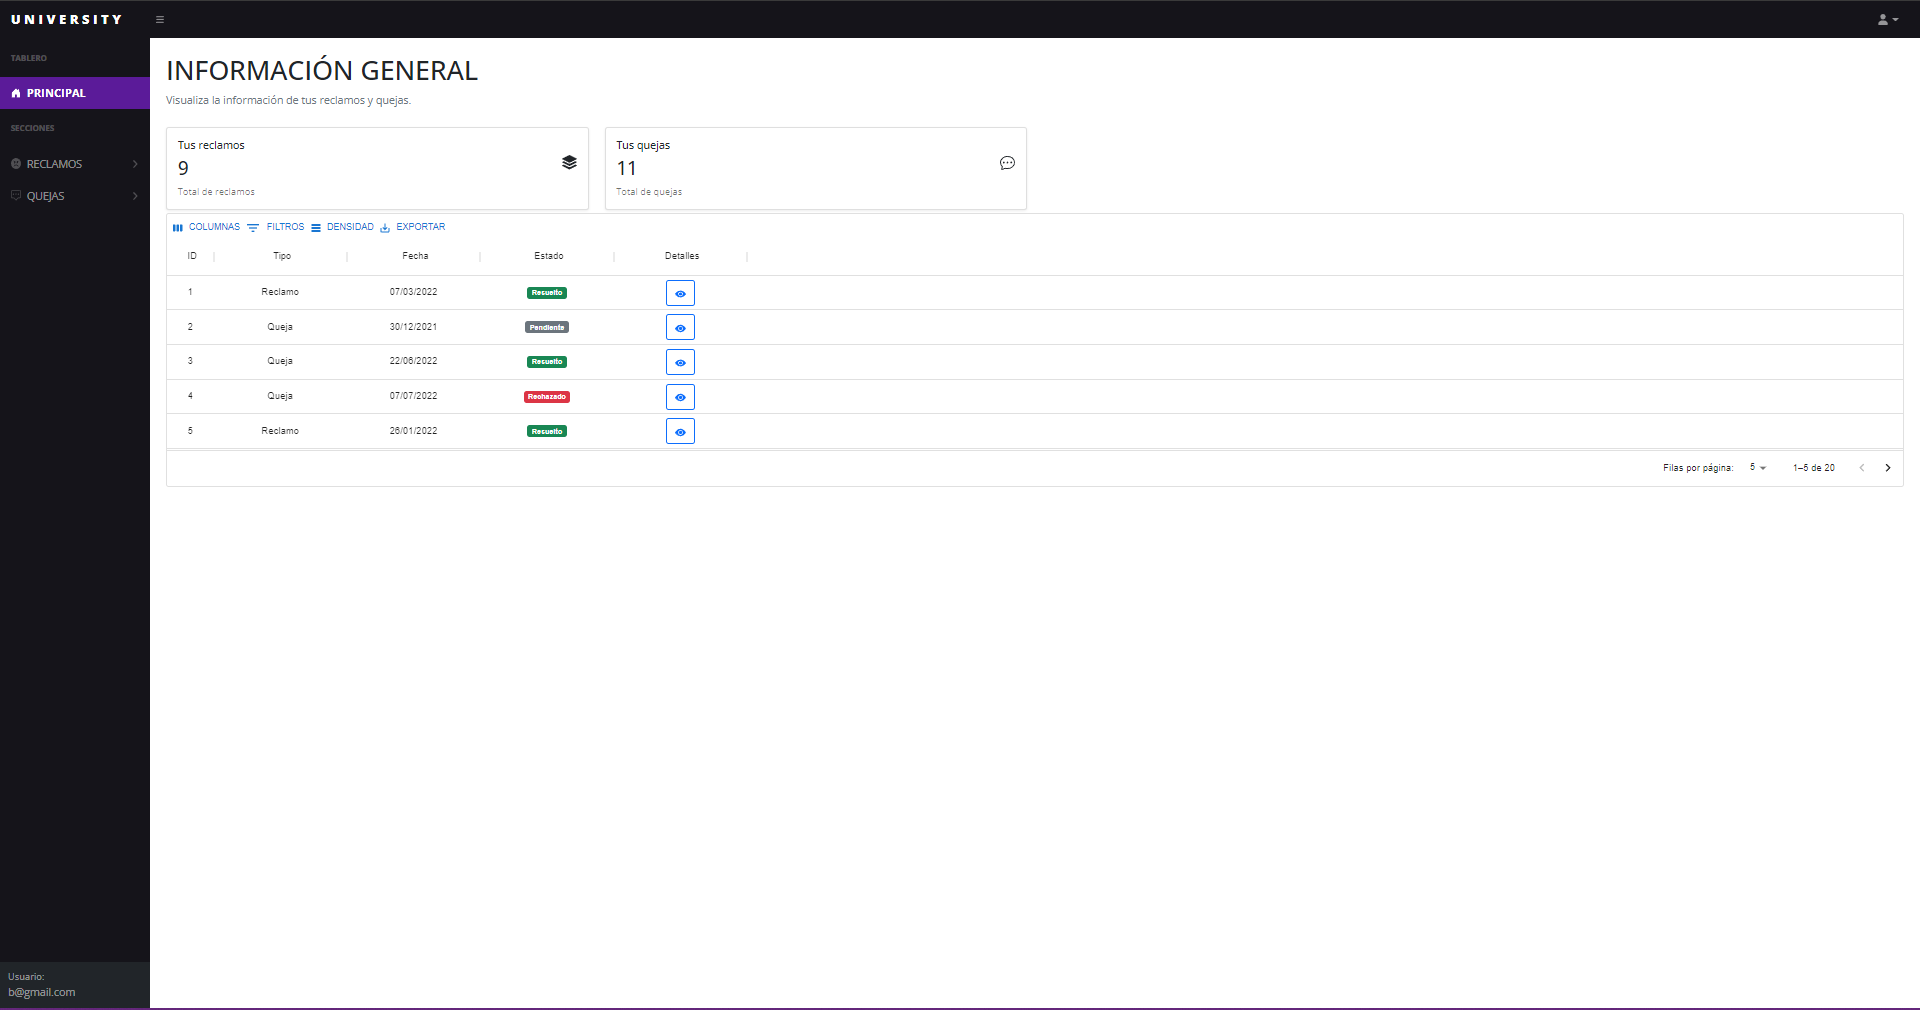 UNIVERSITY
TABLERO
PRINCIPAL
SECCIONES
RECLAMOS
QUEJAS
INFORMACIÓN GENERAL
Visualiza la información de tus reclamos y quejas.
Tus reclamos
9
Total de reclamos
Tus quejas
11
Total de quejas
COLUMNAS FILTROS DENSIDAD EXPORTAR
ID Tipo Fecha Estado Detalles
1 Reclamo 07/03/2022 Resuelto
2 Queja 30/12/2021 Pendiente
3 Queja 22/06/2022 Resuelto
4 Queja 07/07/2022 Rechazado
5 Reclamo 26/01/2022 Resuelto
Filas por página: 5 1–5 de 20
Usuario:
b@gmail.com